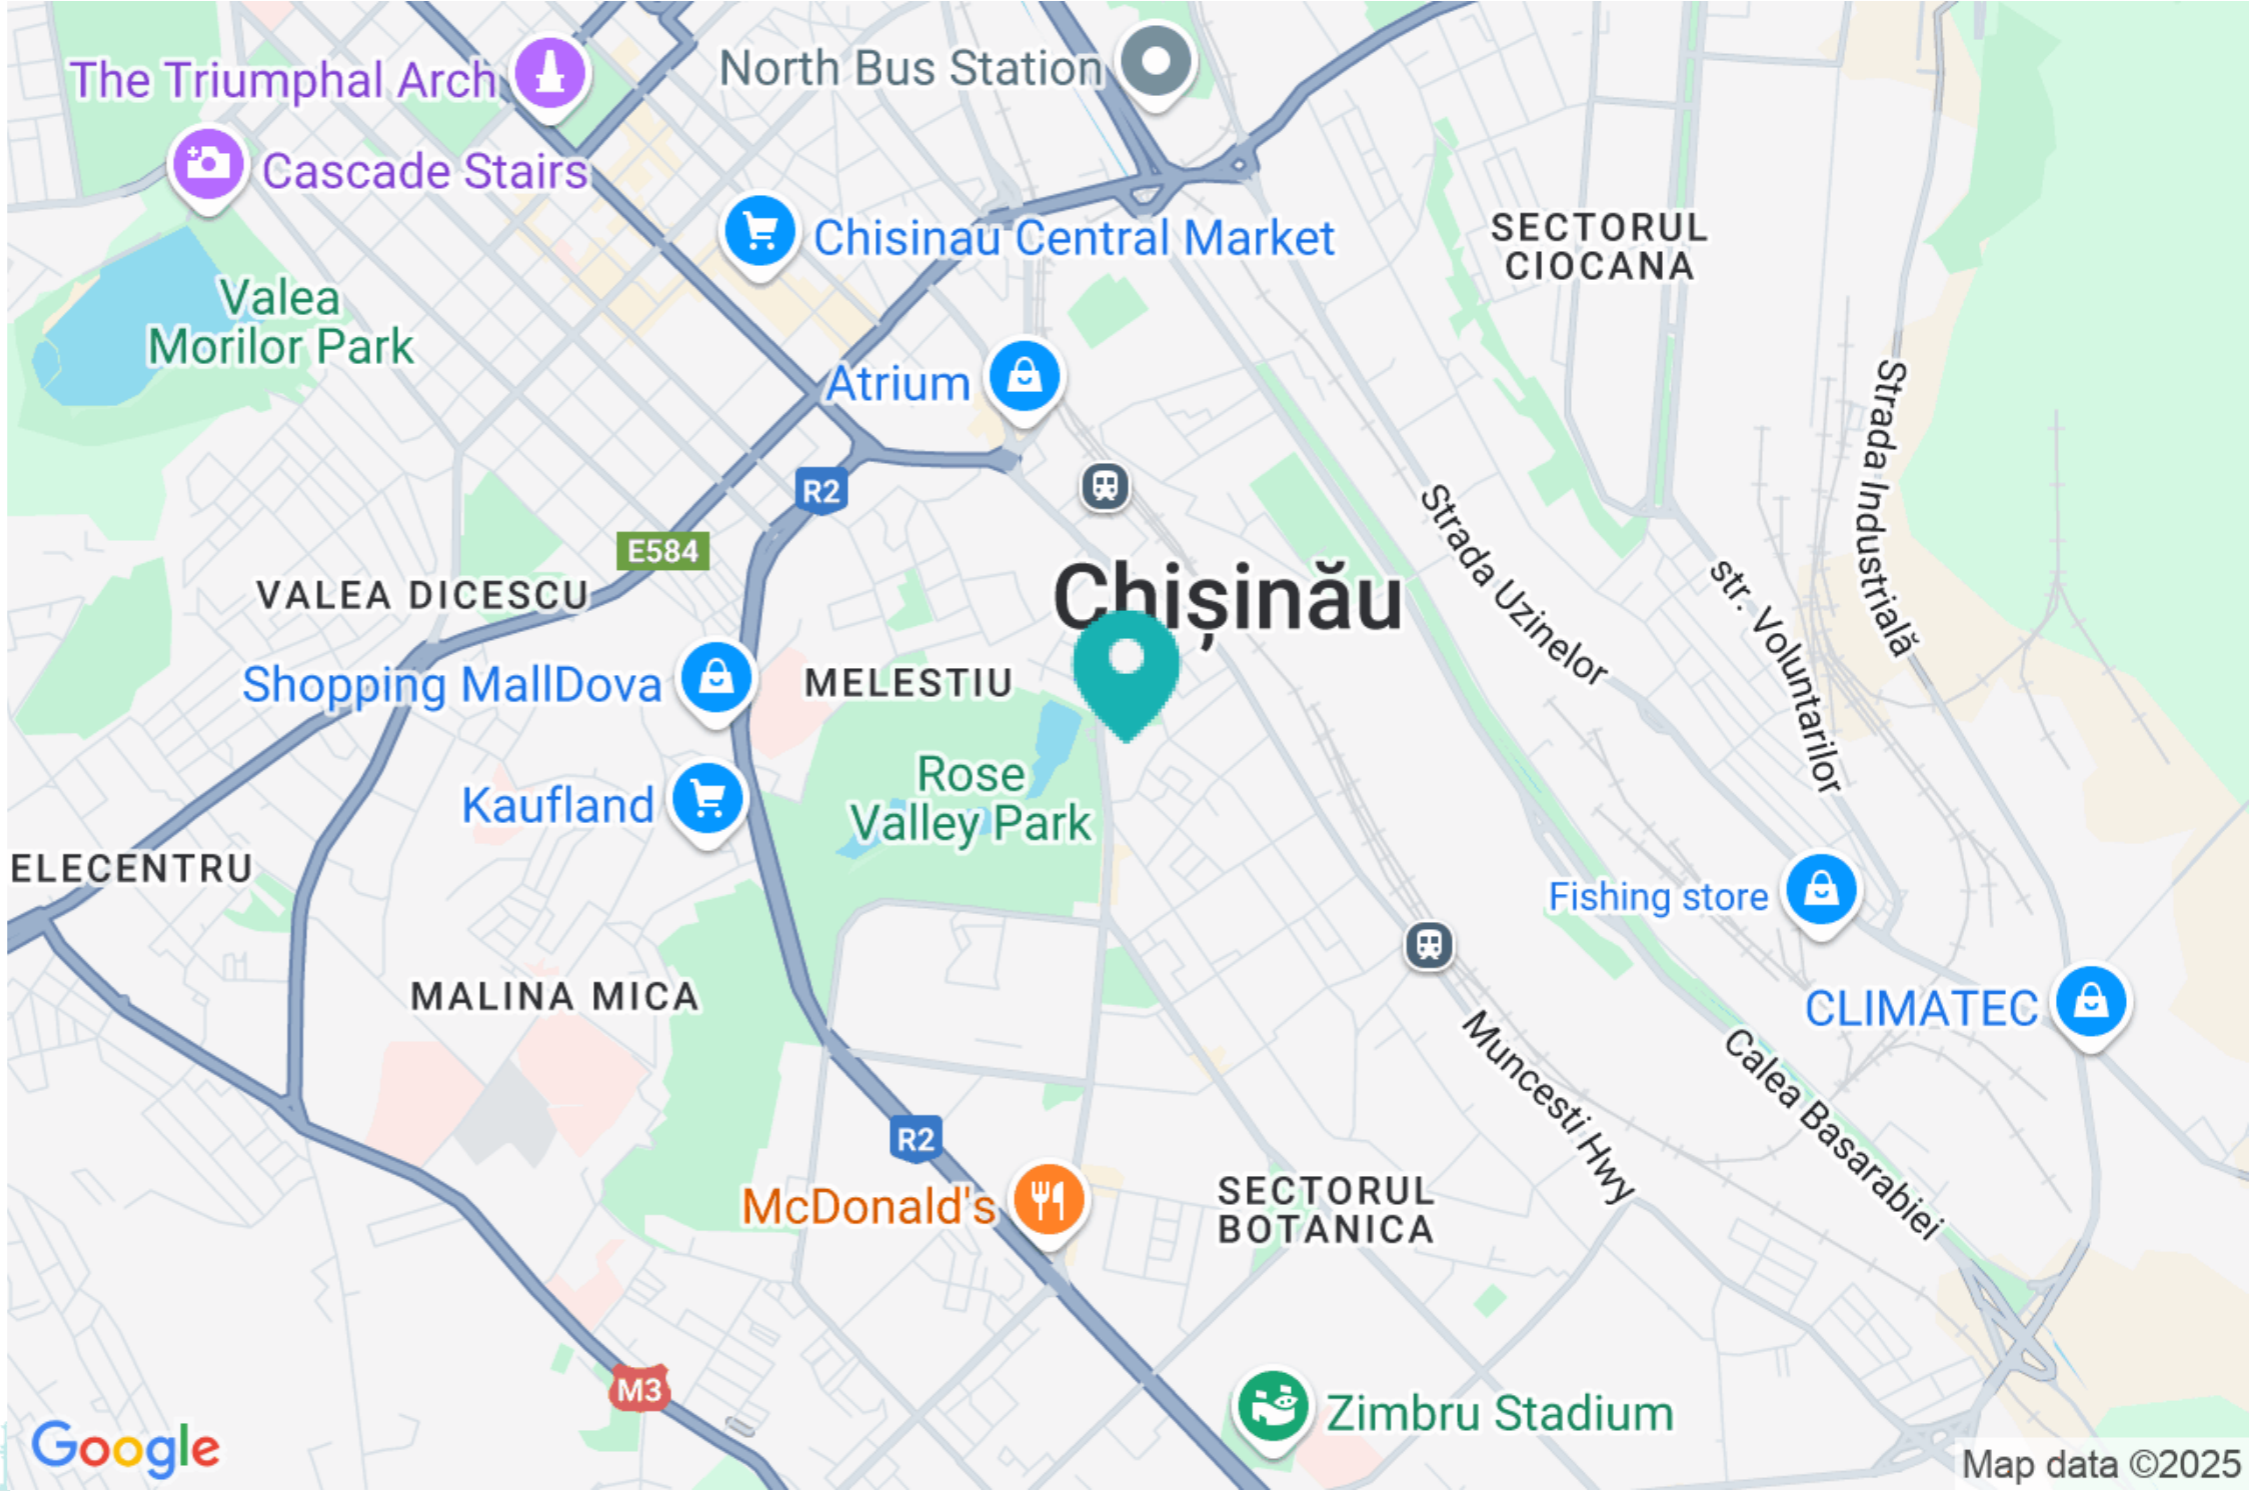 The Triumphal Arch
North Bus Station
Cascade Stairs
Chisinau Central Market
SECTORUL
CIOCANA
Valea
Morilor Park
Atrium
Strada Industrială
R2
Strada Uzinelor
E584
Chișinău
str. Voluntarilor
VALEA DICESCU
Shopping MallDova
MELESTIU
Rose
Valley Park
Kaufland
ELECENTRU
Fishing store
MALINA MICA
CLIMATEC
Muncesti Hwy
Calea Basarabiei
R2
McDonald's
SECTORUL
BOTANICA
M3
Zimbru Stadium
Google
Map data ©2025